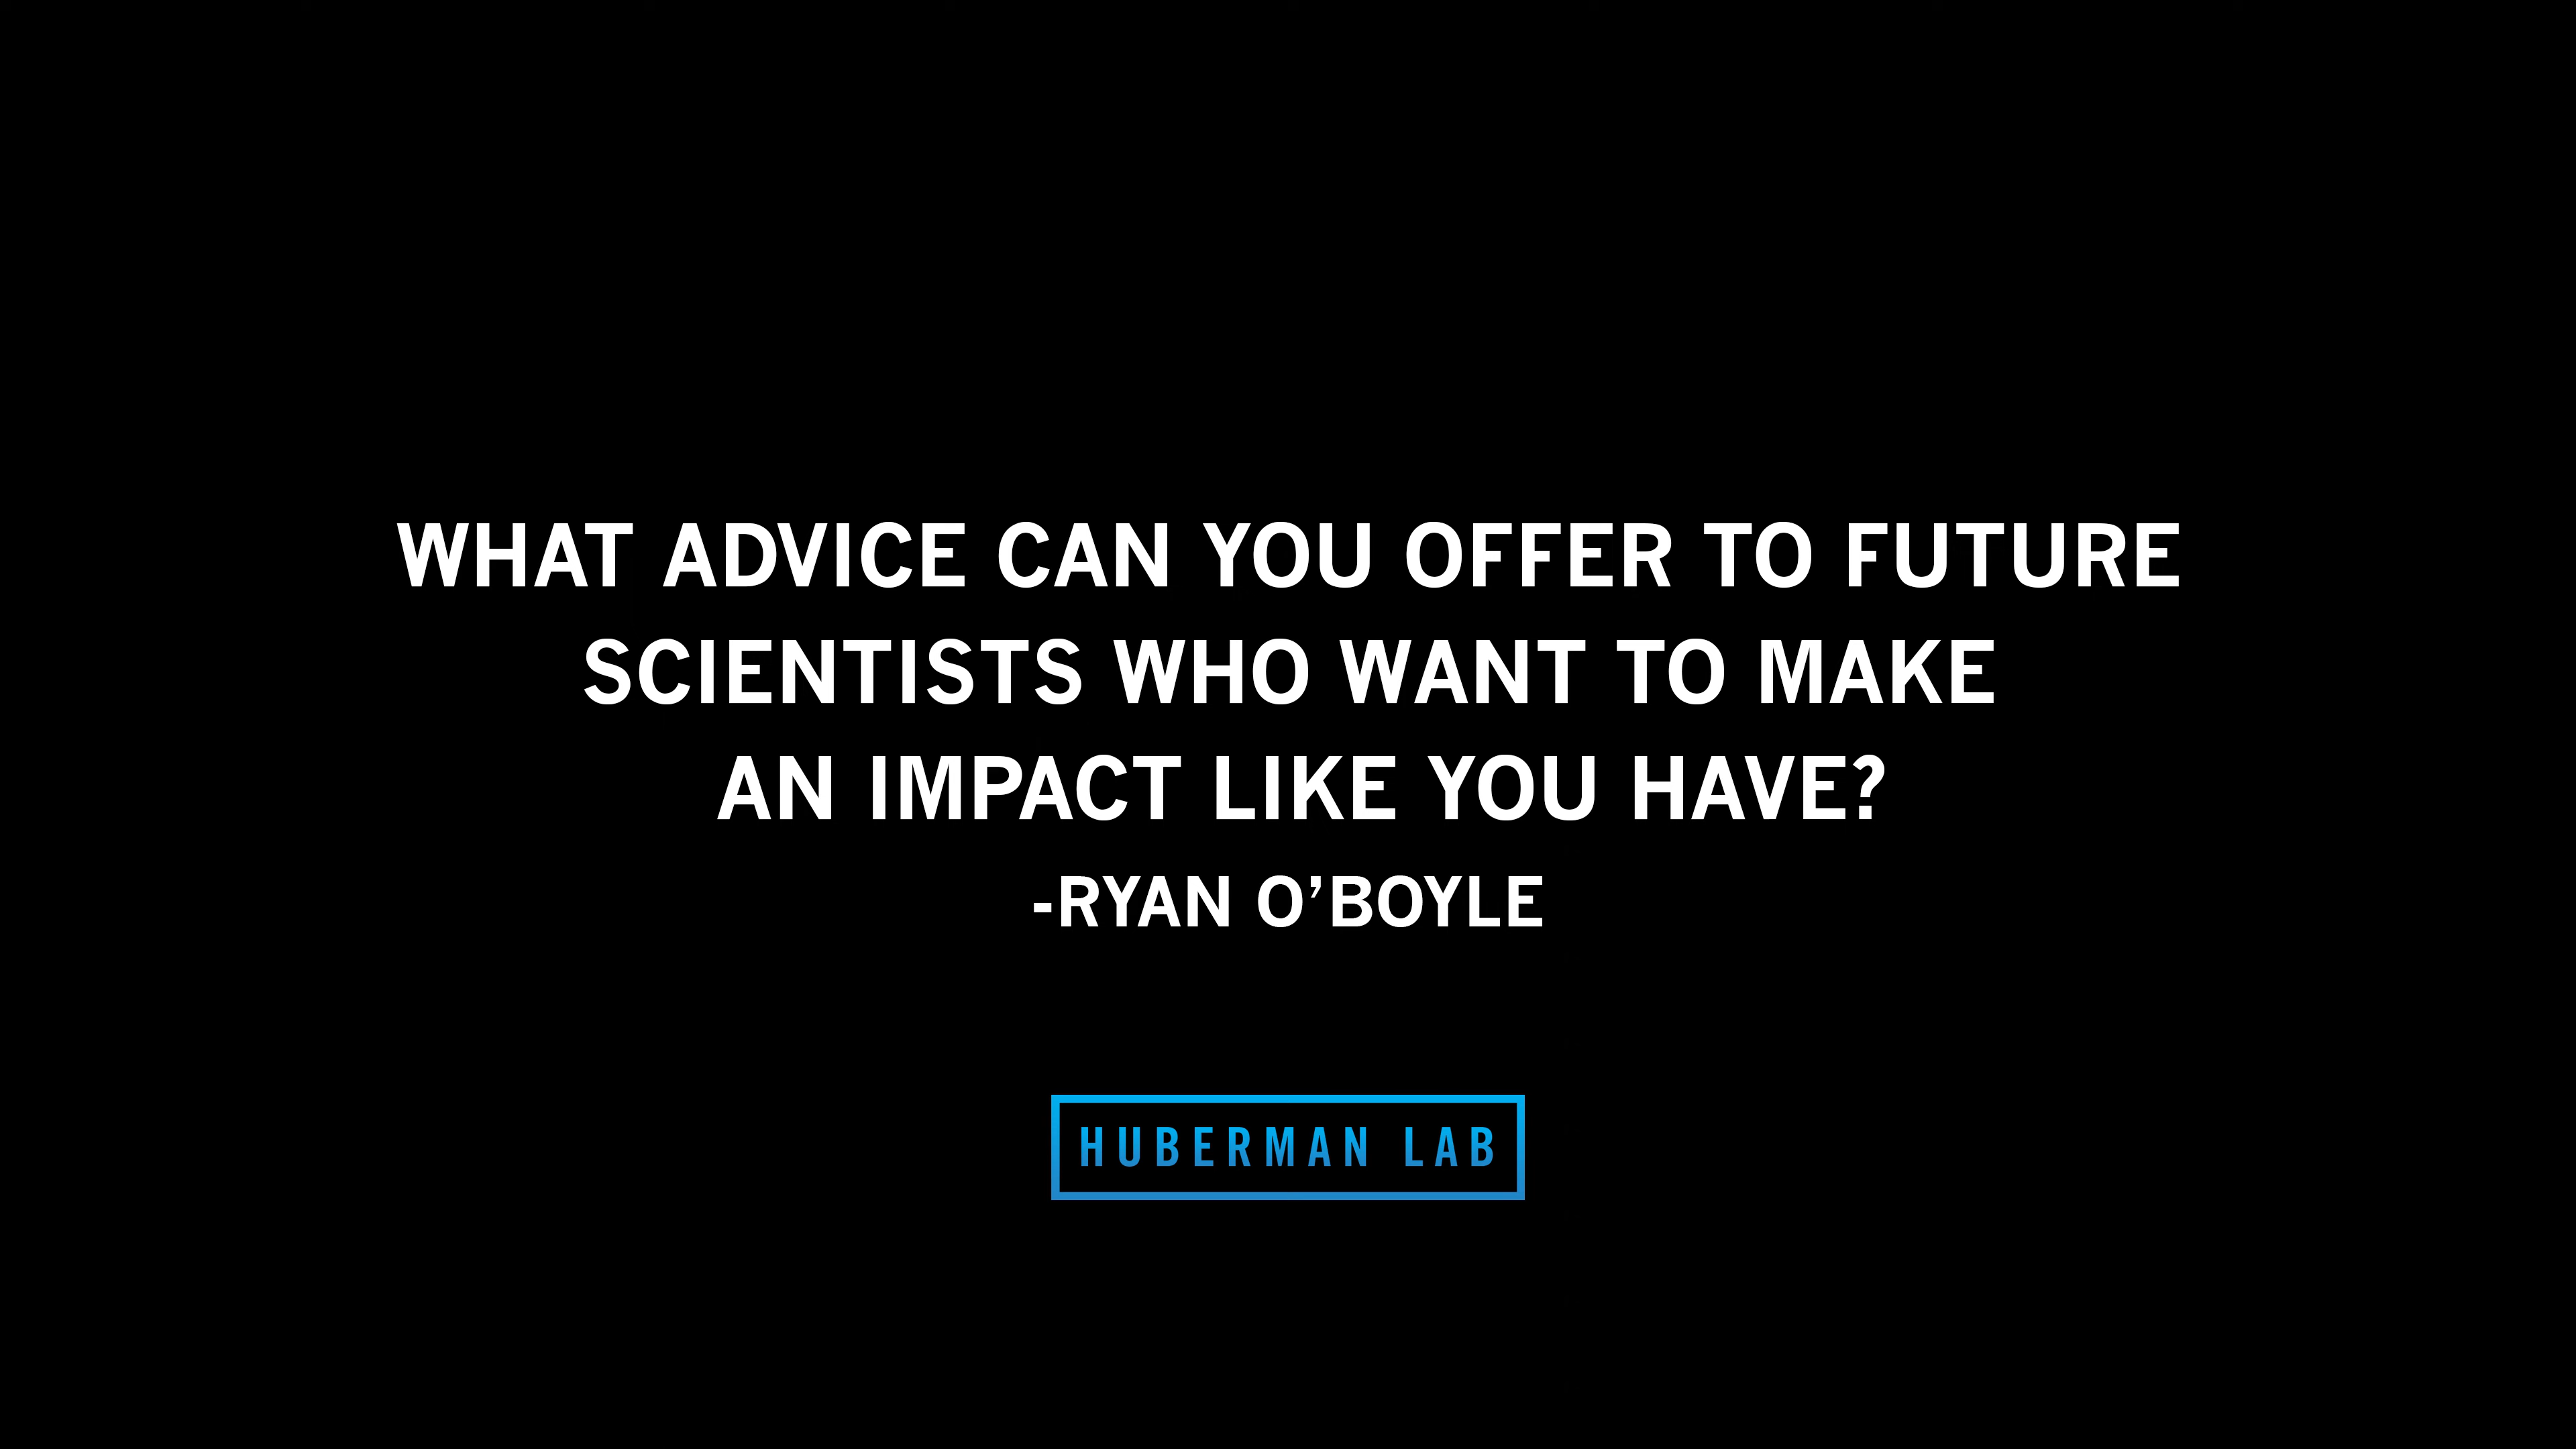 WHAT ADVICE CAN YOU OFFER TO FUTURE
SCIENTISTS WHO WANT TO MAKE
AN IMPACT LIKE YOU HAVE?
-RYAN O’BOYLE
HUBERMAN LAB